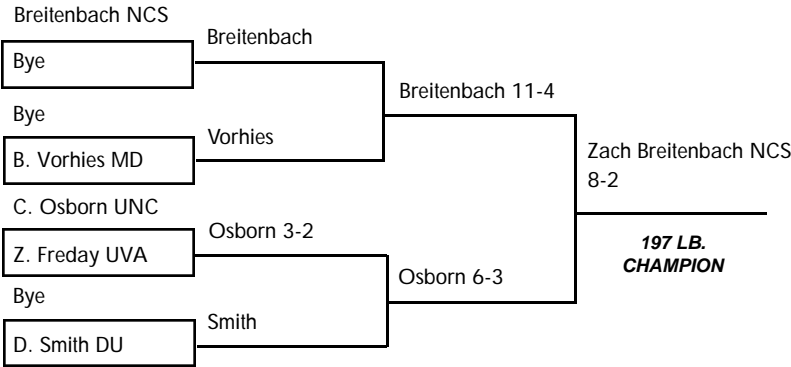 Breitenbach NCS
Bye
Bye
B. Vorhies MD
C. Osborn UNC
Z. Freday UVA
Bye
D. Smith DU
Breitenbach
Vorhies
Osborn 3-2
Smith
Breitenbach 11-4
Osborn 6-3
Zach Breitenbach NCS
8-2
197 LB.
CHAMPION